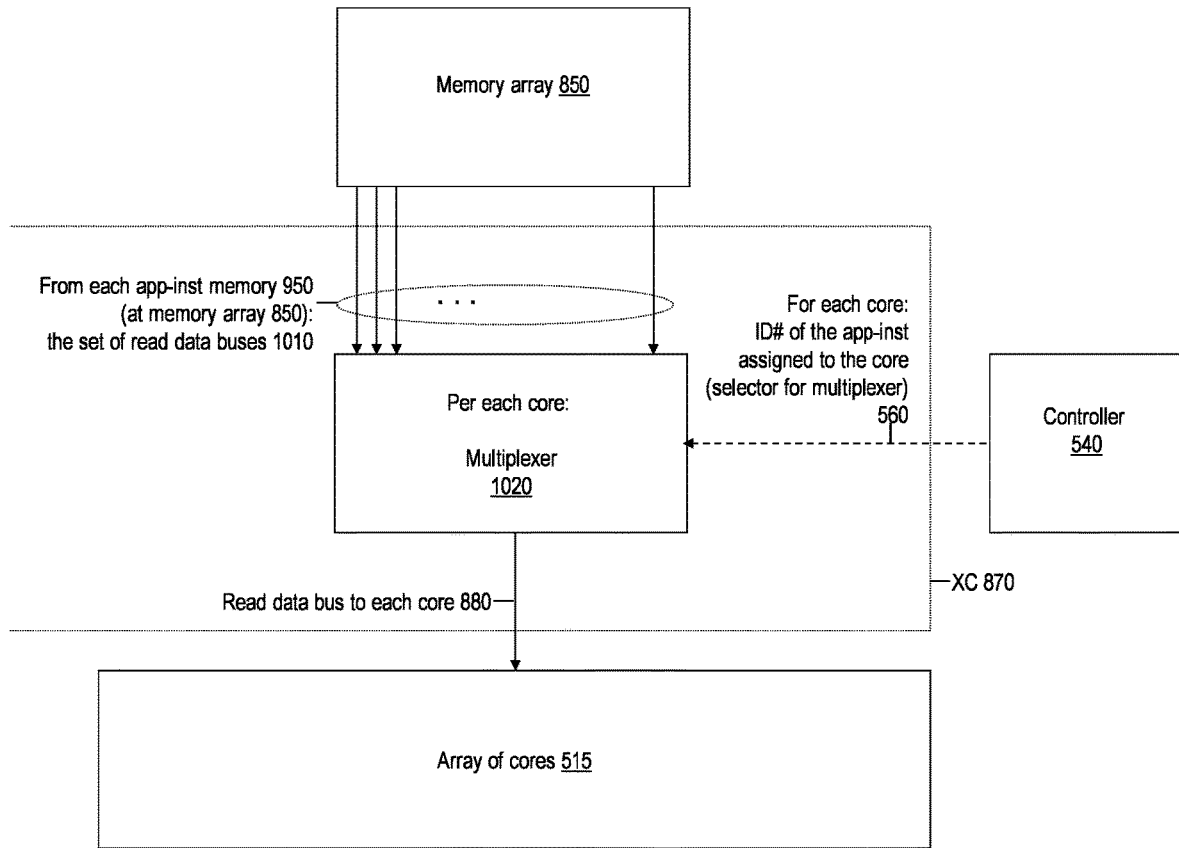 Memory array 850
From each app-inst memory 950
(at memory array 850):
the set of read data buses 1010
. . .
For each core:
ID# of the app-inst
assigned to the core
(selector for multiplexer)
560
Per each core:
Multiplexer
1020
Controller
540
Read data bus to each core 880
XC 870
Array of cores 515